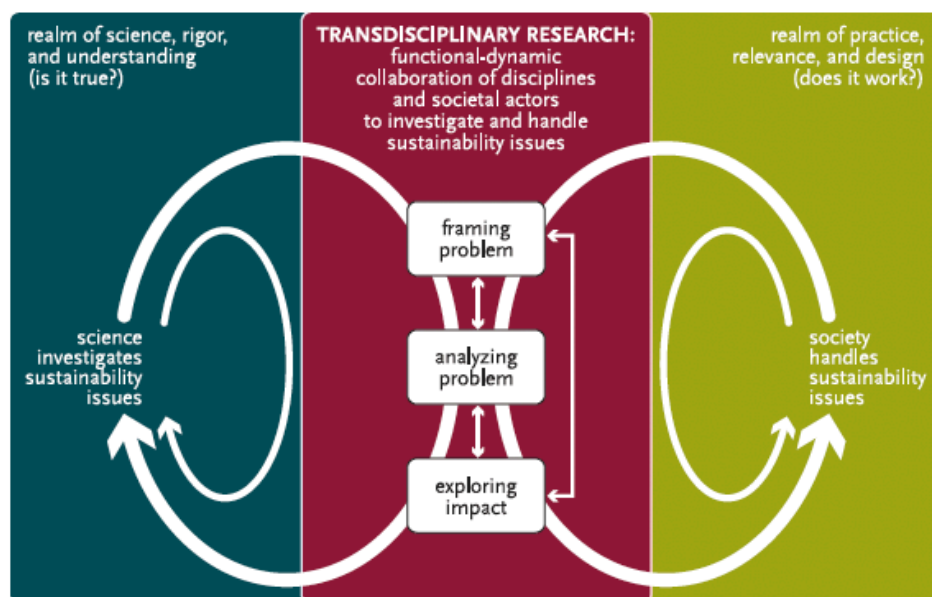 realm of science, rigor,
and understanding
(is it true?)
TRANSDISCIPLINARY RESEARCH:
functional-dynamic
collaboration of disciplines
and societal actors
to investigate and handle
sustainability issues
realm of practice,
relevance, and design
(does it work?)
framing
problem
science
investigates
sustainability
issues
analyzing
problem
society
handles
sustainability
issues
exploring
impact